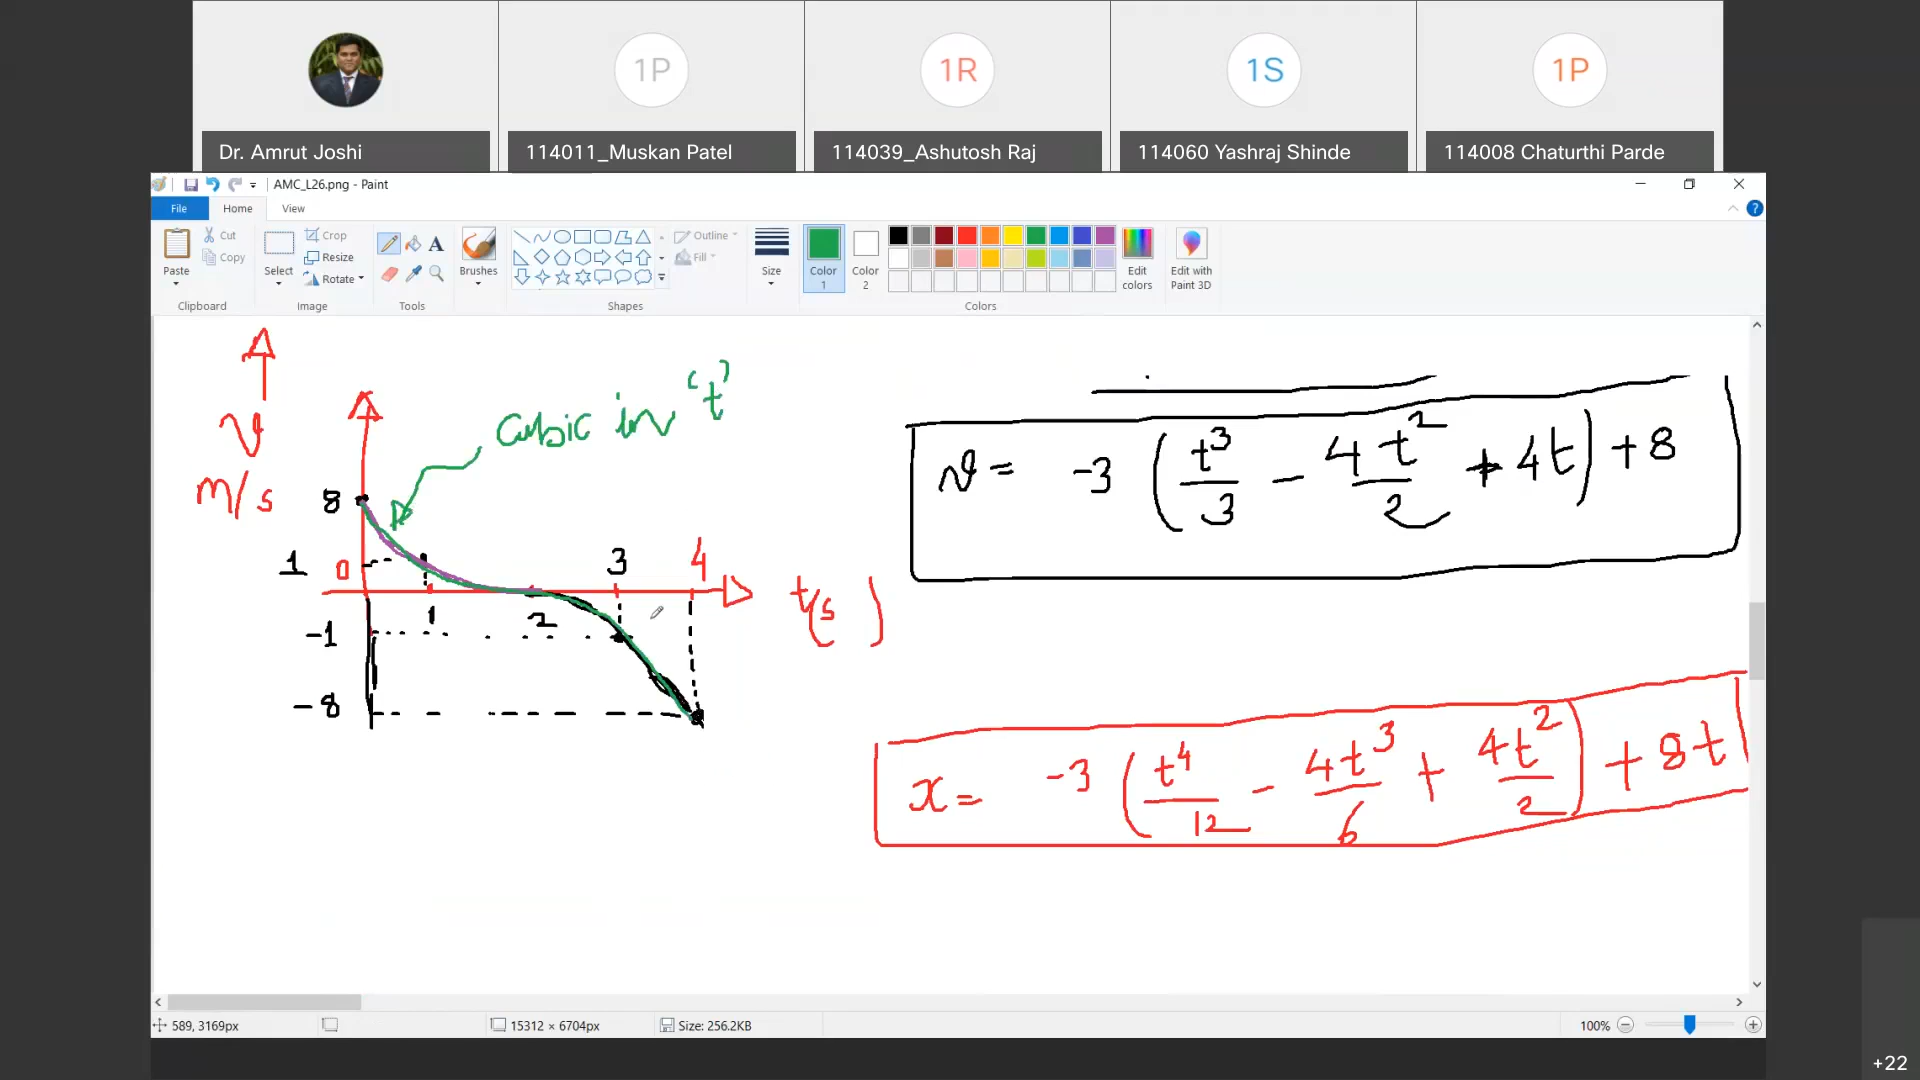 1P
1R
1S
1P
Dr. Amrut Joshi
114011_Muskan Patel
114039_Ashutosh Raj
114060 Yashraj Shinde
114008 Chaturthi Parde
AMC_L26.png - Paint
File
Home
View
?
Paste
Cut
Copy
Clipboard
Select
Crop
Resize
Rotate
Image
A
Tools
Brushes
Outline
Fill
Shapes
Size
Color
1
Color
2
Edit
colors
Edit with
Paint 3D
Colors
v
m/s
cubic in 't'
8
1
0
-1
-8
1
2
3
4
t(s)
v = -3 (t³/3 - 4t²/2 + 4t) + 8
x = -3 (t⁴/12 - 4t³/6 + 4t²/2) + 8t
589, 3169px
15312 × 6704px
Size: 256.2KB
100%
+22